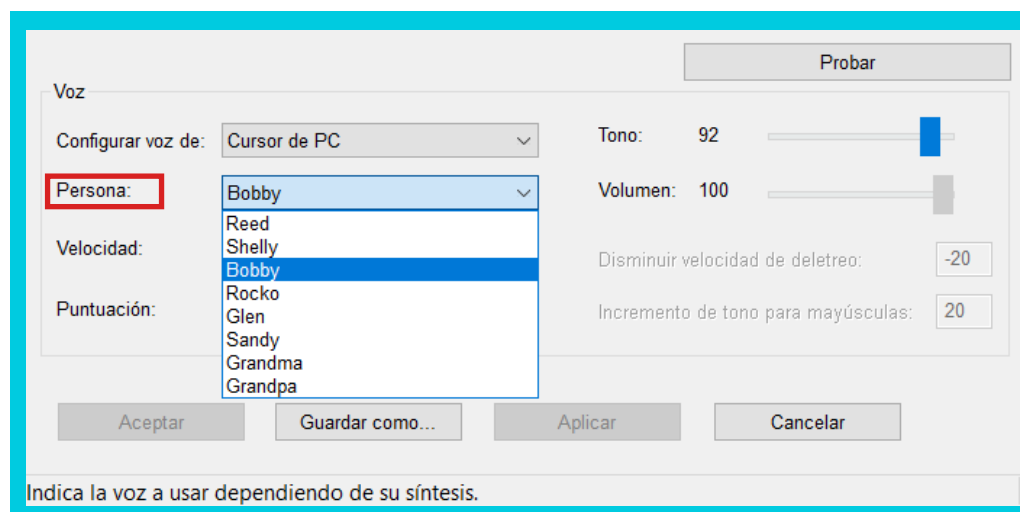 Probar
Voz
Configurar voz de: Cursor de PC
Tono: 92
Persona: Bobby
Volumen: 100
Reed
Shelly
Velocidad:
Bobby
Disminuir velocidad de deletreo: -20
Rocko
Puntuación:
Glen
Incremento de tono para mayúsculas: 20
Sandy
Grandma
Grandpa
Aceptar Guardar como... Aplicar Cancelar
Indica la voz a usar dependiendo de su síntesis.